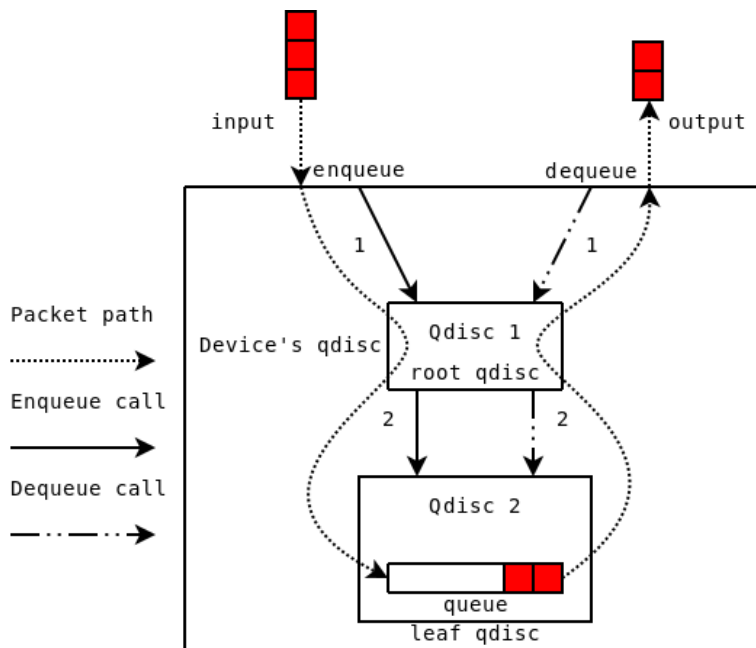 input
output
enqueue
dequeue
1
1
Packet path
Device's qdisc
Qdisc 1
root qdisc
Enqueue call
2
2
Dequeue call
Qdisc 2
queue
leaf qdisc